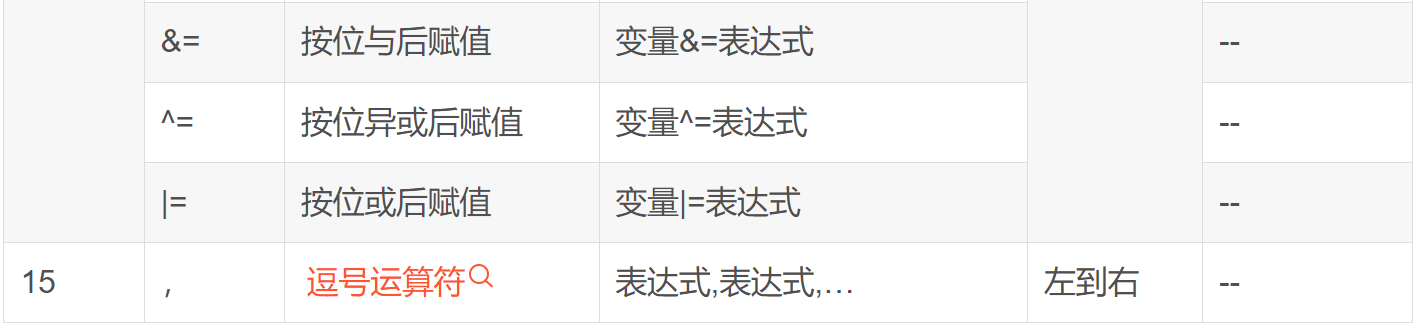 &= 按位与后赋值 变量&=表达式 --
^= 按位异或后赋值 变量^=表达式 --
|= 按位或后赋值 变量|=表达式 --
15 , 逗号运算符 表达式,表达式,… 左到右 --